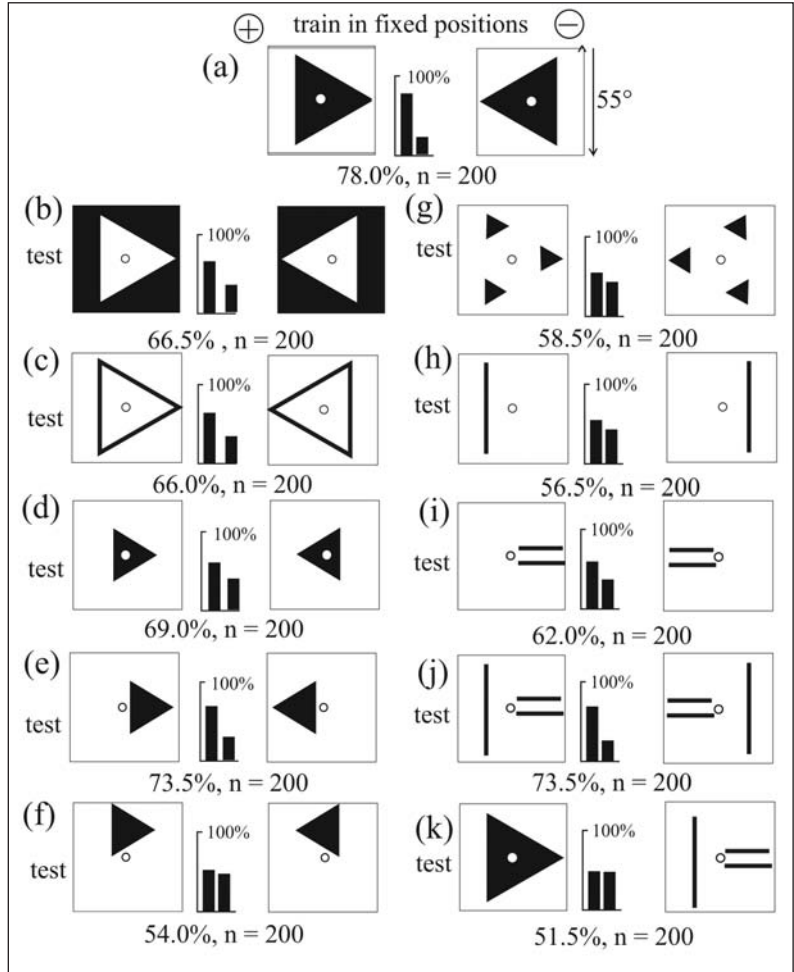 ⊕ train in fixed positions ⊖
(a)
100%
55°
78.0%, n = 200
(b)
test
100%
66.5% , n = 200
(c)
test
100%
66.0%, n = 200
(d)
test
100%
69.0%, n = 200
(e)
test
100%
73.5%, n = 200
(f)
test
100%
54.0%, n = 200
(g)
test
100%
58.5%, n = 200
(h)
test
100%
56.5%, n = 200
(i)
test
100%
62.0%, n = 200
(j)
test
100%
73.5%, n = 200
(k)
test
100%
51.5%, n = 200